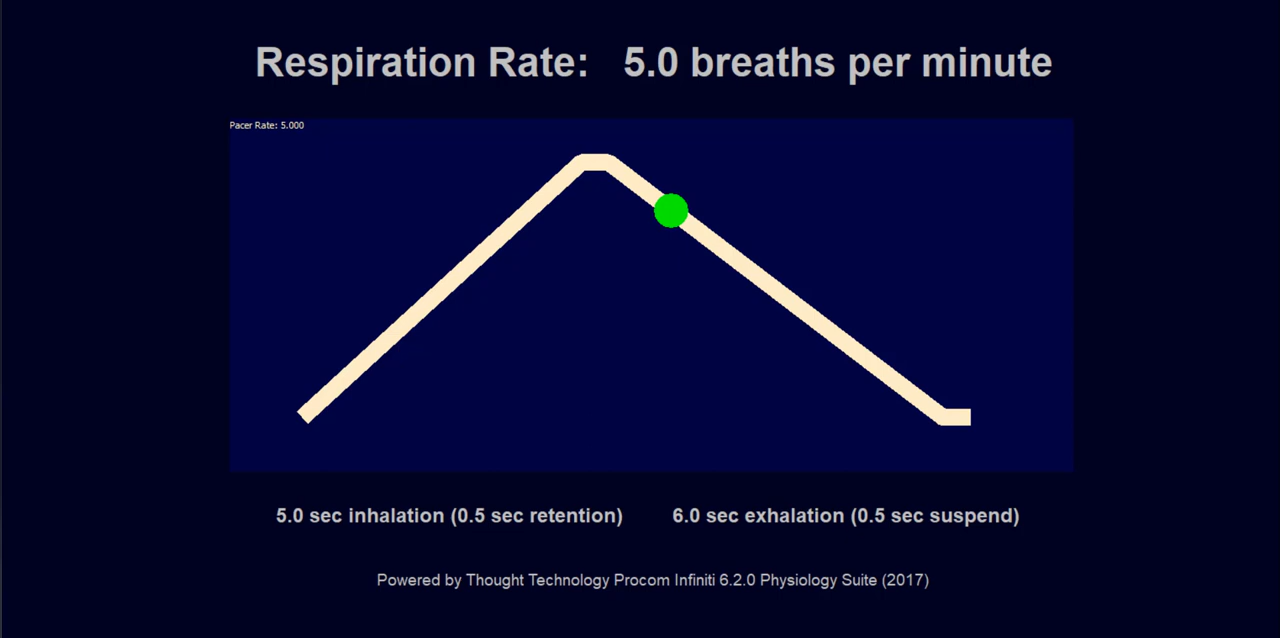 Respiration Rate: 5.0 breaths per minute
Pacer Rate: 5.000
5.0 sec inhalation (0.5 sec retention) 6.0 sec exhalation (0.5 sec suspend)
Powered by Thought Technology Procom Infiniti 6.2.0 Physiology Suite (2017)